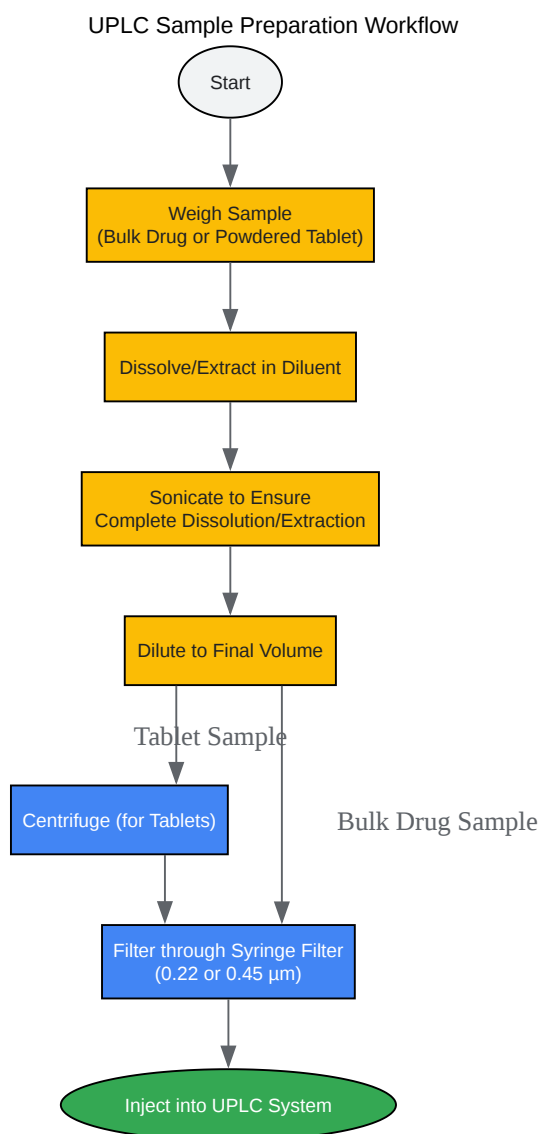 UPLC Sample Preparation Workflow
Start
Weigh Sample
(Bulk Drug or Powdered Tablet)
Dissolve/Extract in Diluent
Sonicate to Ensure
Complete Dissolution/Extraction
Dilute to Final Volume
Tablet Sample
Centrifuge (for Tablets)
Bulk Drug Sample
Filter through Syringe Filter
(0.22 or 0.45 µm)
Inject into UPLC System